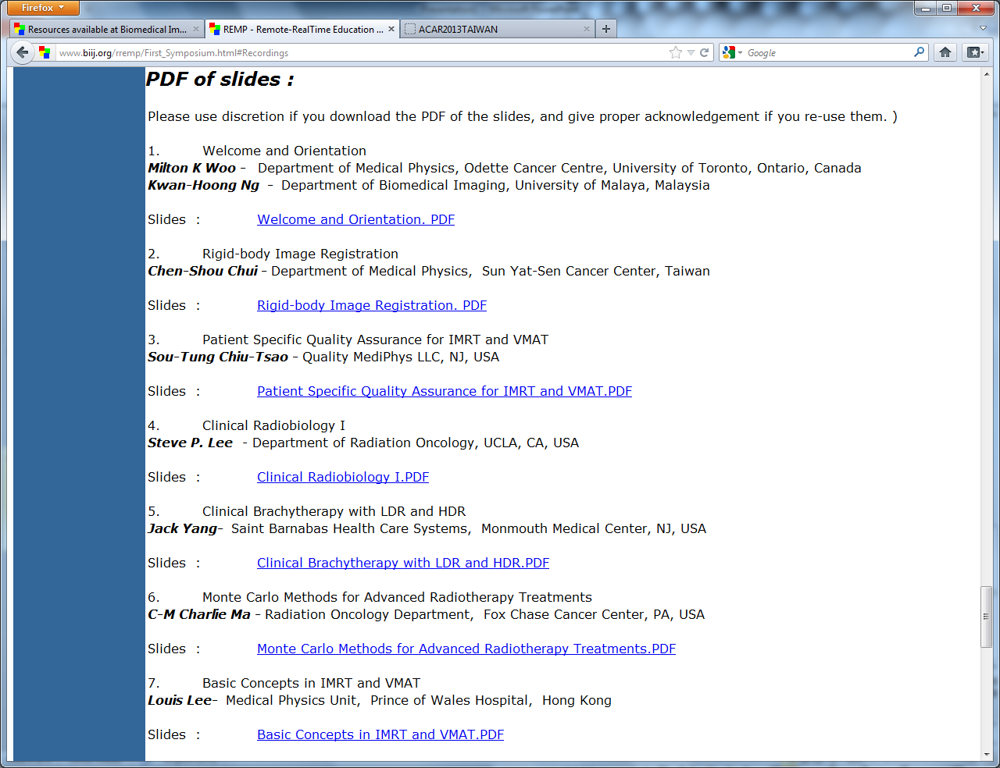 Firefox
Resources available at Biomedical Im...
REMP - Remote-RealTime Education ...
ACAR2013TAIWAN
www.biij.org/rremp/First_Symposium.html#Recordings
Google
PDF of slides :
Please use discretion if you download the PDF of the slides, and give proper acknowledgement if you re-use them. )
1. Welcome and Orientation
Milton K Woo - Department of Medical Physics, Odette Cancer Centre, University of Toronto, Ontario, Canada
Kwan-Hoong Ng - Department of Biomedical Imaging, University of Malaya, Malaysia
Slides : Welcome and Orientation. PDF
2. Rigid-body Image Registration
Chen-Shou Chui - Department of Medical Physics, Sun Yat-Sen Cancer Center, Taiwan
Slides : Rigid-body Image Registration. PDF
3. Patient Specific Quality Assurance for IMRT and VMAT
Sou-Tung Chiu-Tsao - Quality MediPhys LLC, NJ, USA
Slides : Patient Specific Quality Assurance for IMRT and VMAT.PDF
4. Clinical Radiobiology I
Steve P. Lee - Department of Radiation Oncology, UCLA, CA, USA
Slides : Clinical Radiobiology I.PDF
5. Clinical Brachytherapy with LDR and HDR
Jack Yang- Saint Barnabas Health Care Systems, Monmouth Medical Center, NJ, USA
Slides : Clinical Brachytherapy with LDR and HDR.PDF
6. Monte Carlo Methods for Advanced Radiotherapy Treatments
C-M Charlie Ma - Radiation Oncology Department, Fox Chase Cancer Center, PA, USA
Slides : Monte Carlo Methods for Advanced Radiotherapy Treatments.PDF
7. Basic Concepts in IMRT and VMAT
Louis Lee- Medical Physics Unit, Prince of Wales Hospital, Hong Kong
Slides : Basic Concepts in IMRT and VMAT.PDF